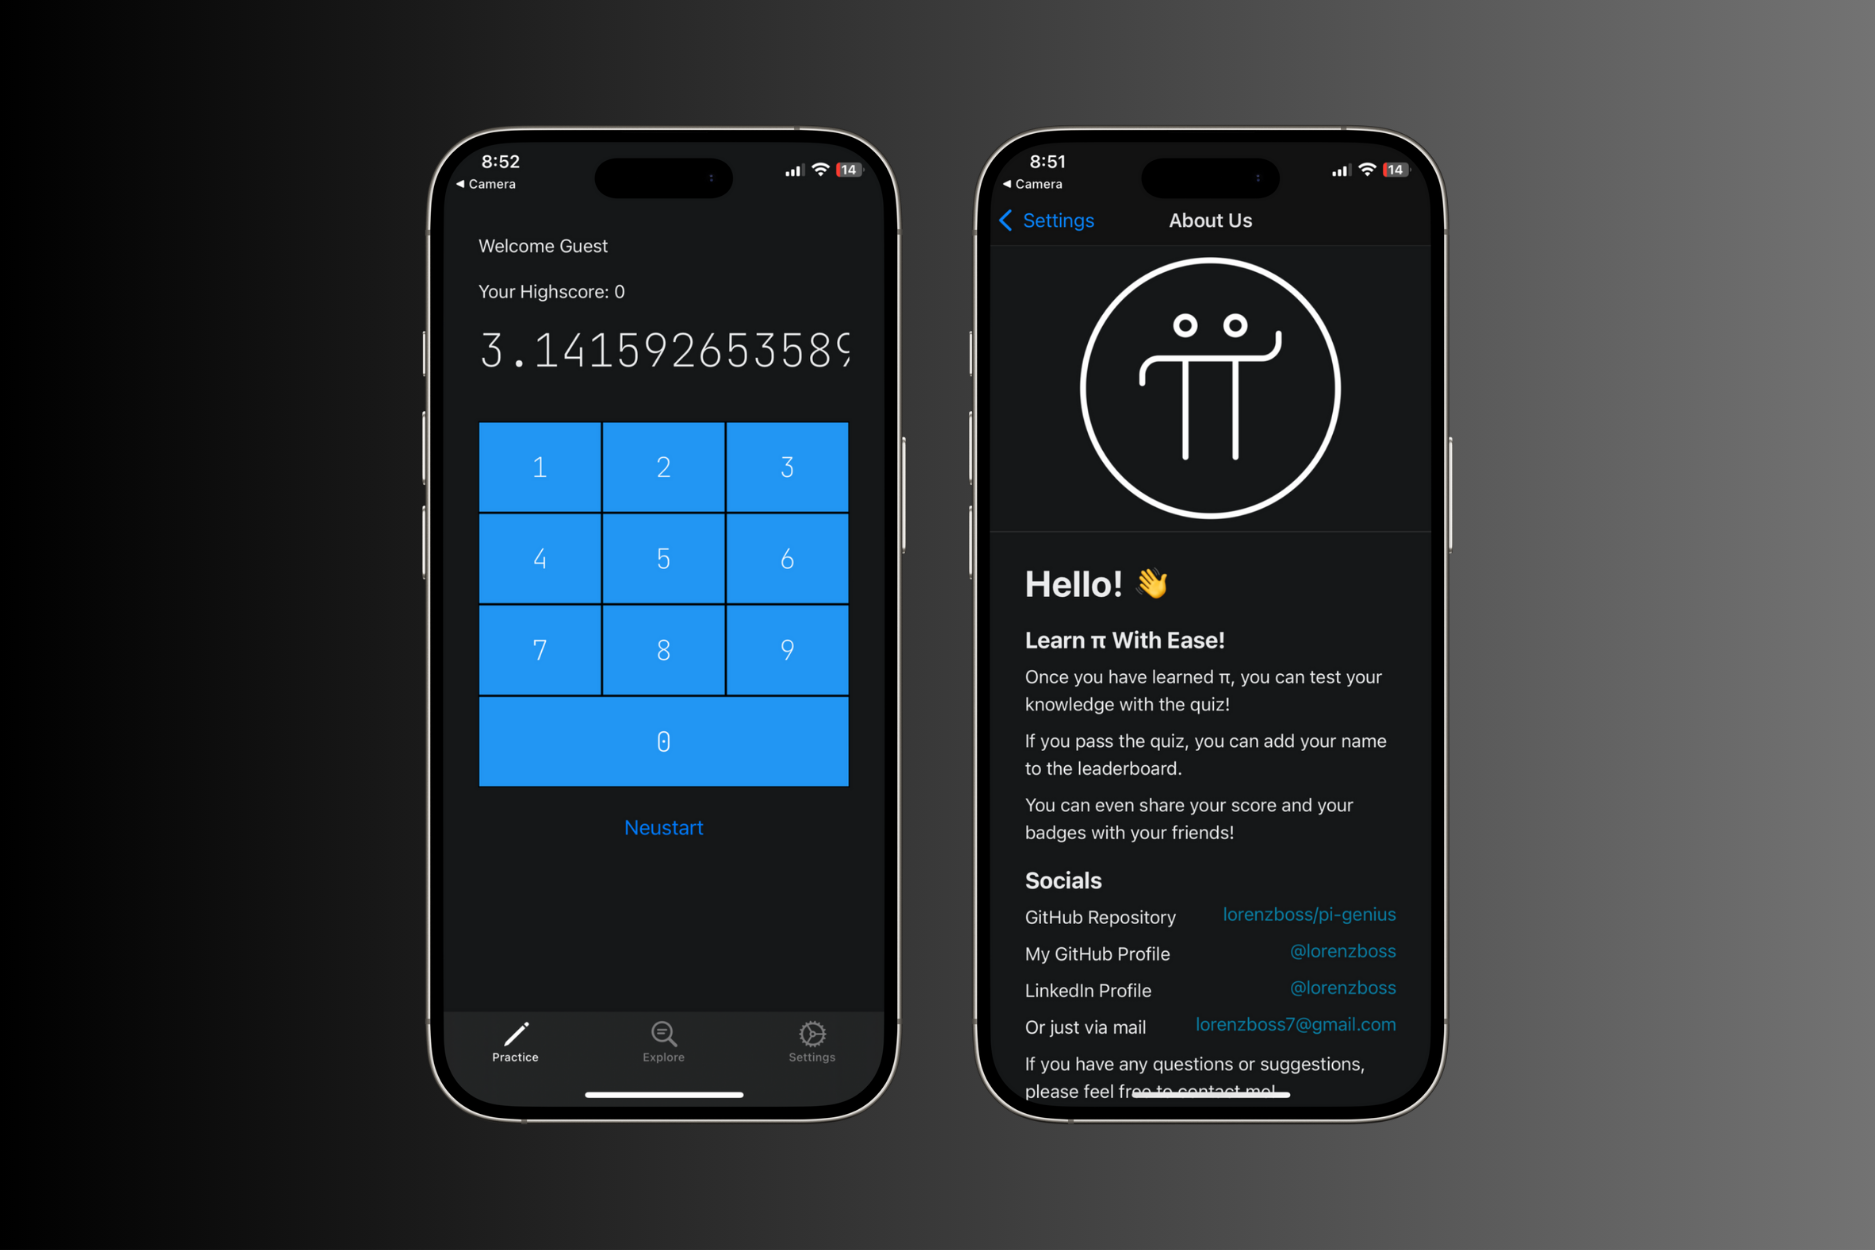 8:52
◀ Camera
14
Welcome Guest
Your Highscore: 0
3.141592653589
1 2 3
4 5 6
7 8 9
0
Neustart
Practice Explore Settings
8:51
◀ Camera
14
Settings About Us
Hello! 👋
Learn π With Ease!
Once you have learned π, you can test your
knowledge with the quiz!
If you pass the quiz, you can add your name
to the leaderboard.
You can even share your score and your
badges with your friends!
Socials
GitHub Repository lorenzboss/pi-genius
My GitHub Profile @lorenzboss
LinkedIn Profile @lorenzboss
Or just via mail lorenzboss7@gmail.com
If you have any questions or suggestions,
please feel free to contact me!